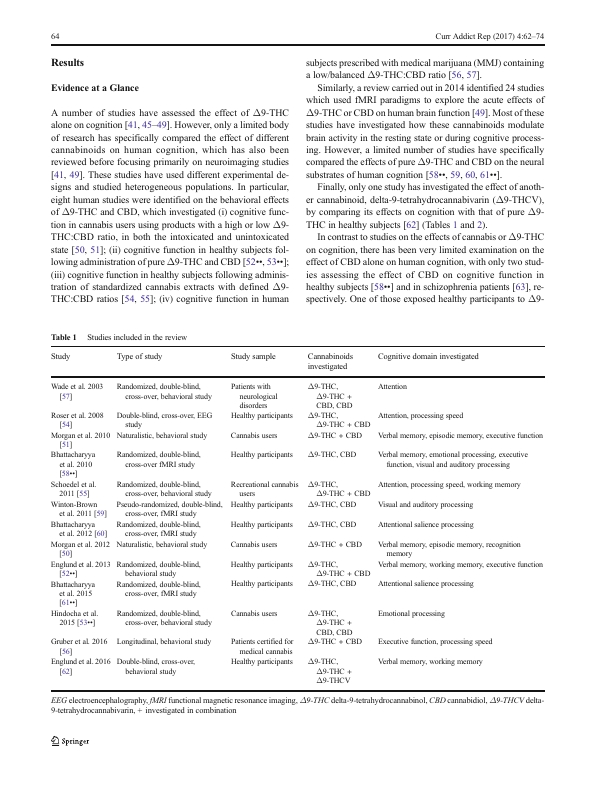 64
Curr Addict Rep (2017) 4:62–74
Results
Evidence at a Glance
A number of studies have assessed the effect of Δ9-THC
alone on cognition [41, 45–49]. However, only a limited body
of research has specifically compared the effect of different
cannabinoids on human cognition, which has also been
reviewed before focusing primarily on neuroimaging studies
[41, 49]. These studies have used different experimental de-
signs and studied heterogeneous populations. In particular,
eight human studies were identified on the behavioral effects
of Δ9-THC and CBD, which investigated (i) cognitive func-
tion in cannabis users using products with a high or low Δ9-
THC:CBD ratio, in both the intoxicated and unintoxicated
state [50, 51]; (ii) cognitive function in healthy subjects fol-
lowing administration of pure Δ9-THC and CBD [52••, 53••];
(iii) cognitive function in healthy subjects following adminis-
tration of standardized cannabis extracts with defined Δ9-
THC:CBD ratios [54, 55]; (iv) cognitive function in human
subjects prescribed with medical marijuana (MMJ) containing
a low/balanced Δ9-THC:CBD ratio [56, 57].
Similarly, a review carried out in 2014 identified 24 studies
which used fMRI paradigms to explore the acute effects of
Δ9-THC or CBD on human brain function [49]. Most of these
studies have investigated how these cannabinoids modulate
brain activity in the resting state or during cognitive process-
ing. However, a limited number of studies have specifically
compared the effects of pure Δ9-THC and CBD on the neural
substrates of human cognition [58••, 59, 60, 61••].
Finally, only one study has investigated the effect of anoth-
er cannabinoid, delta-9-tetrahydrocannabivarin (Δ9-THCV),
by comparing its effects on cognition with that of pure Δ9-
THC in healthy subjects [62] (Tables 1 and 2).
In contrast to studies on the effects of cannabis or Δ9-THC
on cognition, there has been very limited examination on the
effect of CBD alone on human cognition, with only two stud-
ies assessing the effect of CBD on cognitive function in
healthy subjects [58••] and in schizophrenia patients [63], re-
spectively. One of those exposed healthy participants to Δ9-
Table 1 Studies included in the review
Study Type of study Study sample Cannabinoids Cognitive domain investigated
investigated
Wade et al. 2003 Randomized, double-blind, Patients with Δ9-THC, Attention
[57] cross-over, behavioral study neurological Δ9-THC +
disorders CBD, CBD
Roser et al. 2008 Double-blind, cross-over, EEG Healthy participants Δ9-THC, Attention, processing speed
[54] study Δ9-THC + CBD
Morgan et al. 2010 Naturalistic, behavioral study Cannabis users Δ9-THC + CBD Verbal memory, episodic memory, executive function
[51]
Bhattacharyya Randomized, double-blind, Healthy participants Δ9-THC, CBD Verbal memory, emotional processing, executive
et al. 2010 cross-over fMRI study function, visual and auditory processing
[58••]
Schoedel et al. Randomized, double-blind, Recreational cannabis Δ9-THC, Attention, processing speed, working memory
2011 [55] cross-over, behavioral study users Δ9-THC + CBD
Winton-Brown Pseudo-randomized, double-blind, Healthy participants Δ9-THC, CBD Visual and auditory processing
et al. 2011 [59] cross-over, fMRI study
Bhattacharyya Randomized, double-blind, Healthy participants Δ9-THC, CBD Attentional salience processing
et al. 2012 [60] cross-over, fMRI study
Morgan et al. 2012 Naturalistic, behavioral study Cannabis users Δ9-THC + CBD Verbal memory, episodic memory, recognition
[50] memory
Englund et al. 2013 Randomized, double-blind, Healthy participants Δ9-THC, Verbal memory, working memory, executive function
[52••] behavioral study Δ9-THC + CBD
Bhattacharyya Randomized, double-blind, Healthy participants Δ9-THC, CBD Attentional salience processing
et al. 2015 cross-over, fMRI study
[61••]
Hindocha et al. Randomized, double-blind, Cannabis users Δ9-THC, Emotional processing
2015 [53••] cross-over, behavioral study Δ9-THC +
CBD, CBD
Gruber et al. 2016 Longitudinal, behavioral study Patients certified for Δ9-THC + CBD Executive function, processing speed
[56] medical cannabis
Englund et al. 2016 Double-blind, cross-over, Healthy participants Δ9-THC, Verbal memory, working memory
[62] behavioral study Δ9-THC +
Δ9-THCV
EEG electroencephalography, fMRI functional magnetic resonance imaging, Δ9-THC delta-9-tetrahydrocannabinol, CBD cannabidiol, Δ9-THCV delta-
9-tetrahydrocannabivarin, + investigated in combination
Springer